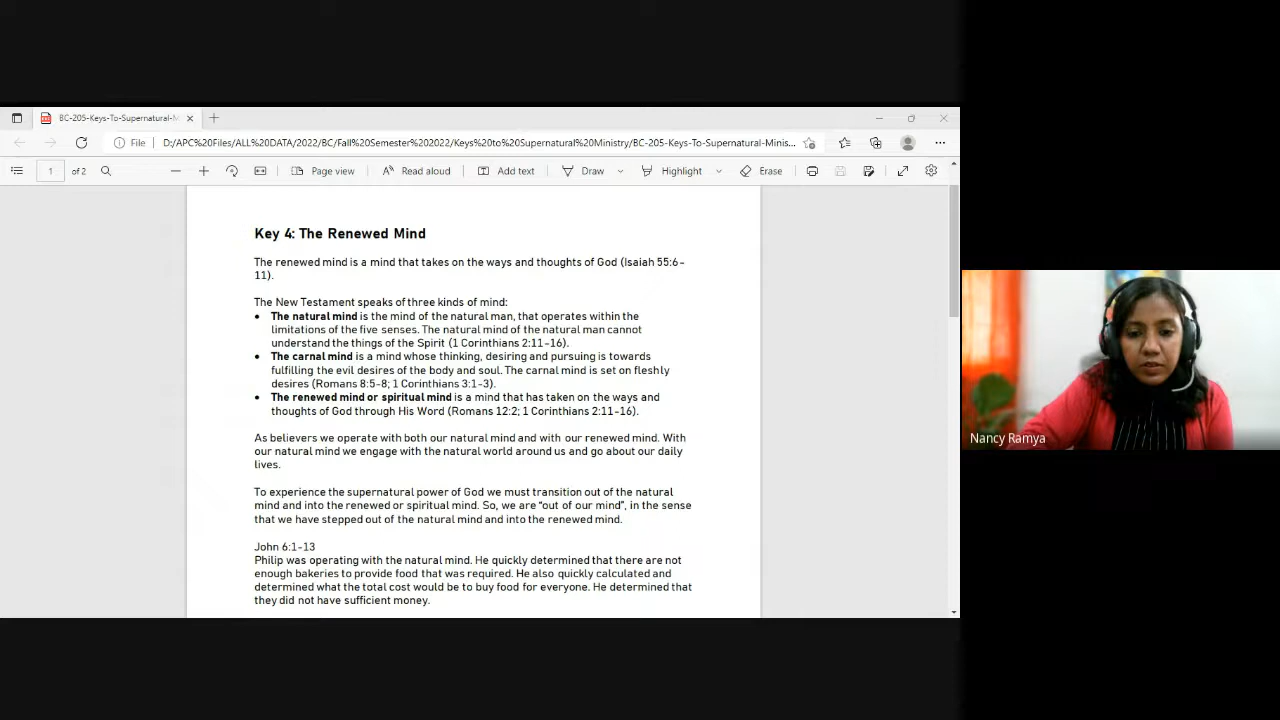 BC-205-Keys-To-Supernatural-M
File D:/APC%20Files/ALL%20DATA/2022/BC/Fall%20Semester%202022/Keys%20to%20Supernatural%20Ministry/BC-205-Keys-To-Supernatural-Minis...
1 of 2 Page view Read aloud Add text Draw Highlight Erase
Key 4: The Renewed Mind
The renewed mind is a mind that takes on the ways and thoughts of God (Isaiah 55:6-
11).
The New Testament speaks of three kinds of mind:
• The natural mind is the mind of the natural man, that operates within the
limitations of the five senses. The natural mind of the natural man cannot
understand the things of the Spirit (1 Corinthians 2:11-16).
• The carnal mind is a mind whose thinking, desiring and pursuing is towards
fulfilling the evil desires of the body and soul. The carnal mind is set on fleshly
desires (Romans 8:5-8; 1 Corinthians 3:1-3).
• The renewed mind or spiritual mind is a mind that has taken on the ways and
thoughts of God through His Word (Romans 12:2; 1 Corinthians 2:11-16).
As believers we operate with both our natural mind and with our renewed mind. With
our natural mind we engage with the natural world around us and go about our daily
lives.
To experience the supernatural power of God we must transition out of the natural
mind and into the renewed or spiritual mind. So, we are “out of our mind”, in the sense
that we have stepped out of the natural mind and into the renewed mind.
John 6:1-13
Philip was operating with the natural mind. He quickly determined that there are not
enough bakeries to provide food that was required. He also quickly calculated and
determined what the total cost would be to buy food for everyone. He determined that
they did not have sufficient money.
Nancy Ramya